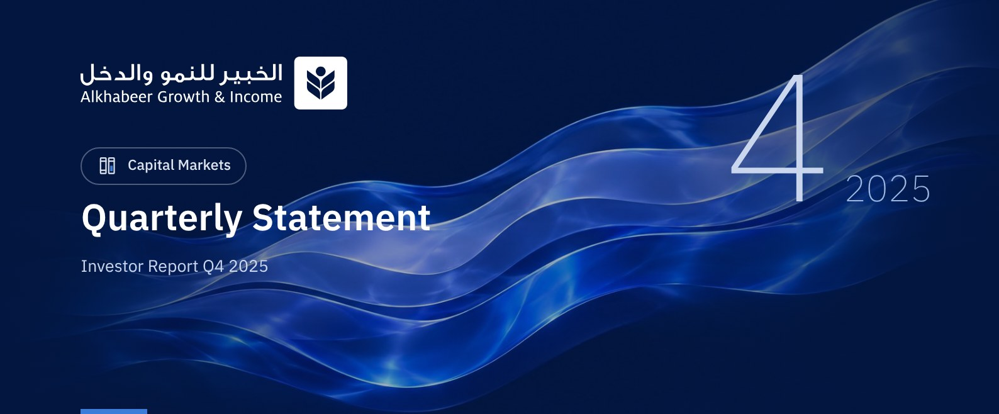 الخبير للنمو والدخل
Alkhabeer Growth & Income
Capital Markets
Quarterly Statement
Investor Report Q4 2025
4 2025